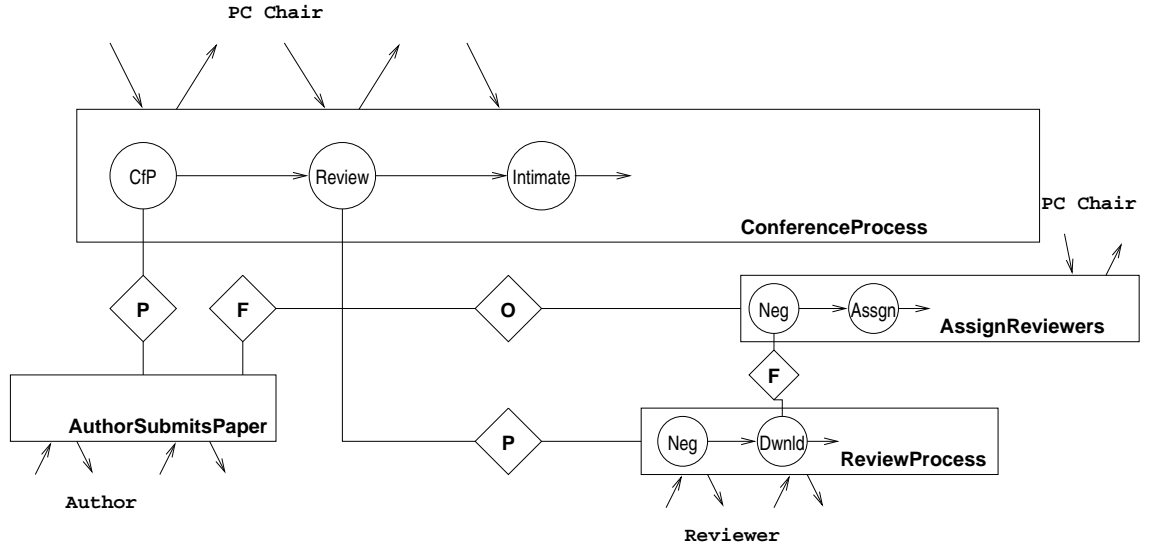 PC Chair
CfP
Review
Intimate
PC Chair
ConferenceProcess
P
F
O
Neg
Assgn
AssignReviewers
F
AuthorSubmitsPaper
P
Neg
Dwnld
ReviewProcess
Author
Reviewer